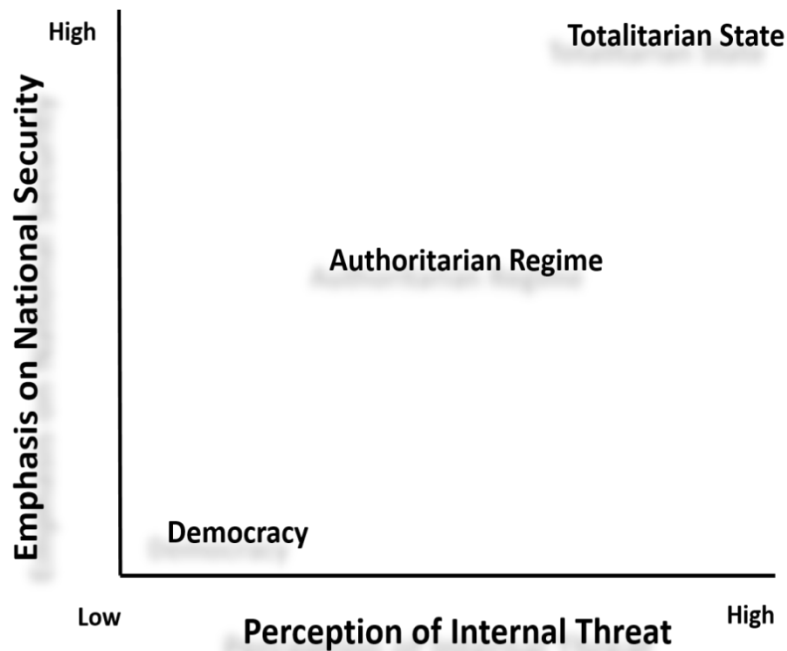 High
Totalitarian State
Emphasis on National Security
Authoritarian Regime
Democracy
Low
High
Perception of Internal Threat